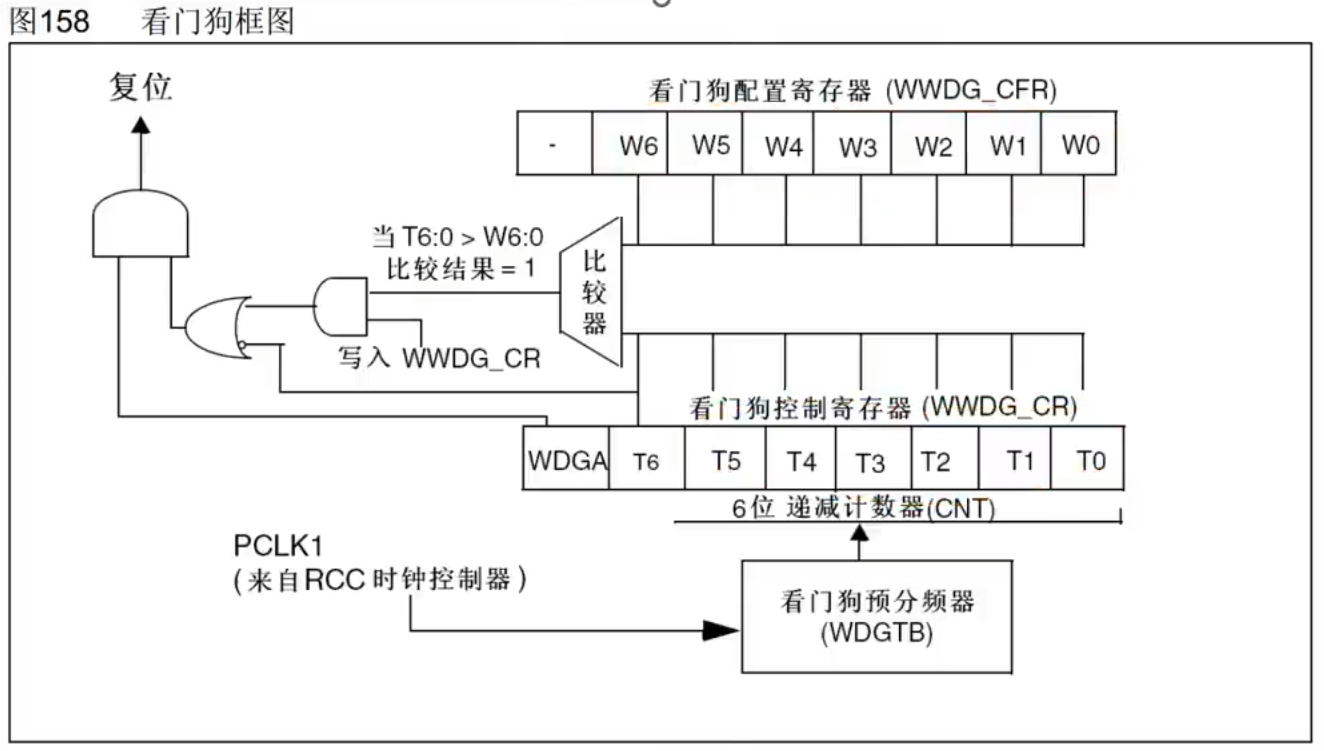 图158 看门狗框图
复位
看门狗配置寄存器 (WWDG_CFR)
- W6 W5 W4 W3 W2 W1 W0
当 T6:0 > W6:0
比较结果 = 1
比较器
写入 WWDG_CR
看门狗控制寄存器 (WWDG_CR)
WDGA T6 T5 T4 T3 T2 T1 T0
6位 递减计数器(CNT)
PCLK1
(来自RCC 时钟控制器)
看门狗预分频器
(WDGTB)